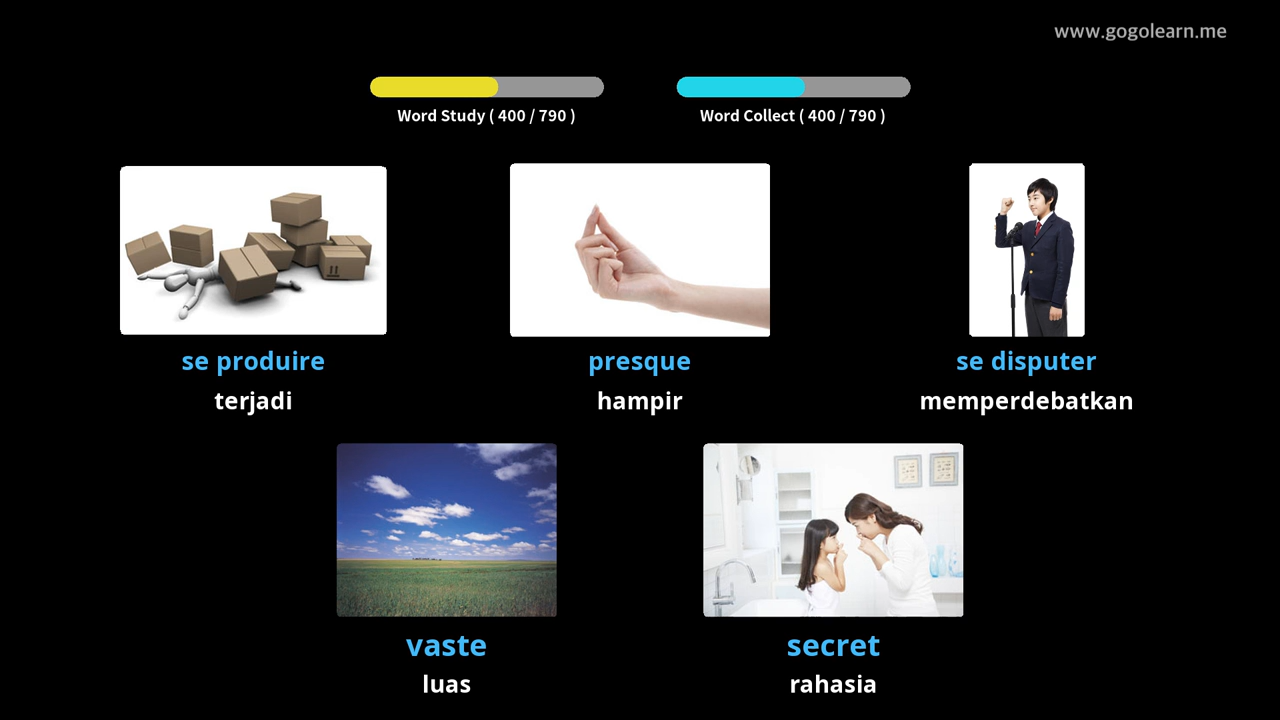 www.gogolearn.me
Word Study ( 400 / 790 )
Word Collect ( 400 / 790 )
se produire
terjadi
presque
hampir
se disputer
memperdebatkan
vaste
luas
secret
rahasia